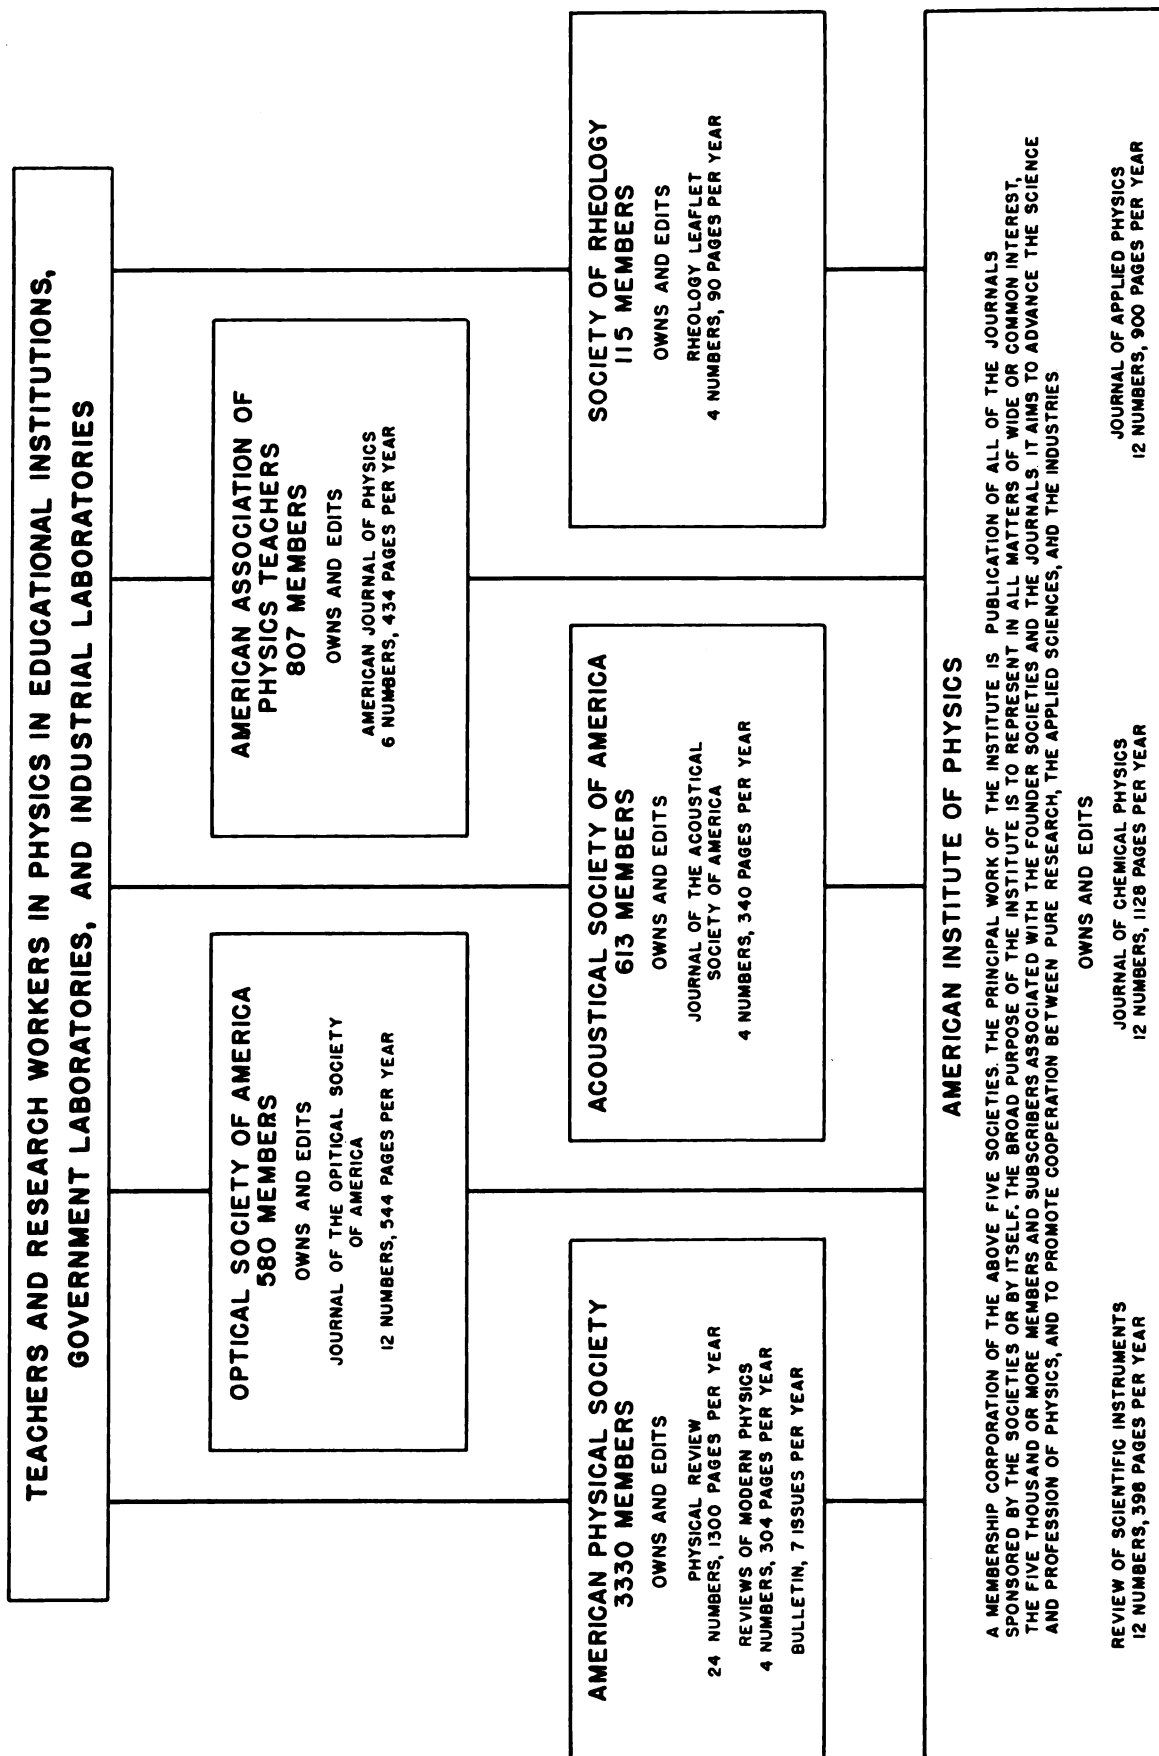 TEACHERS AND RESEARCH WORKERS IN PHYSICS IN EDUCATIONAL INSTITUTIONS,
GOVERNMENT LABORATORIES, AND INDUSTRIAL LABORATORIES
OPTICAL SOCIETY OF AMERICA
580 MEMBERS
OWNS AND EDITS
JOURNAL OF THE OPITICAL SOCIETY
OF AMERICA
12 NUMBERS, 544 PAGES PER YEAR
AMERICAN ASSOCIATION OF
PHYSICS TEACHERS
807 MEMBERS
OWNS AND EDITS
AMERICAN JOURNAL OF PHYSICS
6 NUMBERS, 434 PAGES PER YEAR
AMERICAN PHYSICAL SOCIETY
3330 MEMBERS
OWNS AND EDITS
PHYSICAL REVIEW
24 NUMBERS, 1300 PAGES PER YEAR
REVIEWS OF MODERN PHYSICS
4 NUMBERS, 304 PAGES PER YEAR
BULLETIN, 7 ISSUES PER YEAR
ACOUSTICAL SOCIETY OF AMERICA
613 MEMBERS
OWNS AND EDITS
JOURNAL OF THE ACOUSTICAL
SOCIETY OF AMERICA
4 NUMBERS, 340 PAGES PER YEAR
SOCIETY OF RHEOLOGY
115 MEMBERS
OWNS AND EDITS
RHEOLOGY LEAFLET
4 NUMBERS, 90 PAGES PER YEAR
AMERICAN INSTITUTE OF PHYSICS
A MEMBERSHIP CORPORATION OF THE ABOVE FIVE SOCIETIES. THE PRINCIPAL WORK OF THE INSTITUTE IS PUBLICATION OF ALL OF THE JOURNALS
SPONSORED BY THE SOCIETIES OR BY ITSELF. THE BROAD PURPOSE OF THE INSTITUTE IS TO REPRESENT IN ALL MATTERS OF WIDE OR COMMON INTEREST,
THE FIVE THOUSAND OR MORE MEMBERS AND SUBSCRIBERS ASSOCIATED WITH THE FOUNDER SOCIETIES AND THE JOURNALS. IT AIMS TO ADVANCE THE SCIENCE
AND PROFESSION OF PHYSICS, AND TO PROMOTE COOPERATION BETWEEN PURE RESEARCH, THE APPLIED SCIENCES, AND THE INDUSTRIES
OWNS AND EDITS
REVIEW OF SCIENTIFIC INSTRUMENTS
12 NUMBERS, 398 PAGES PER YEAR
JOURNAL OF CHEMICAL PHYSICS
12 NUMBERS, 1128 PAGES PER YEAR
JOURNAL OF APPLIED PHYSICS
12 NUMBERS, 900 PAGES PER YEAR